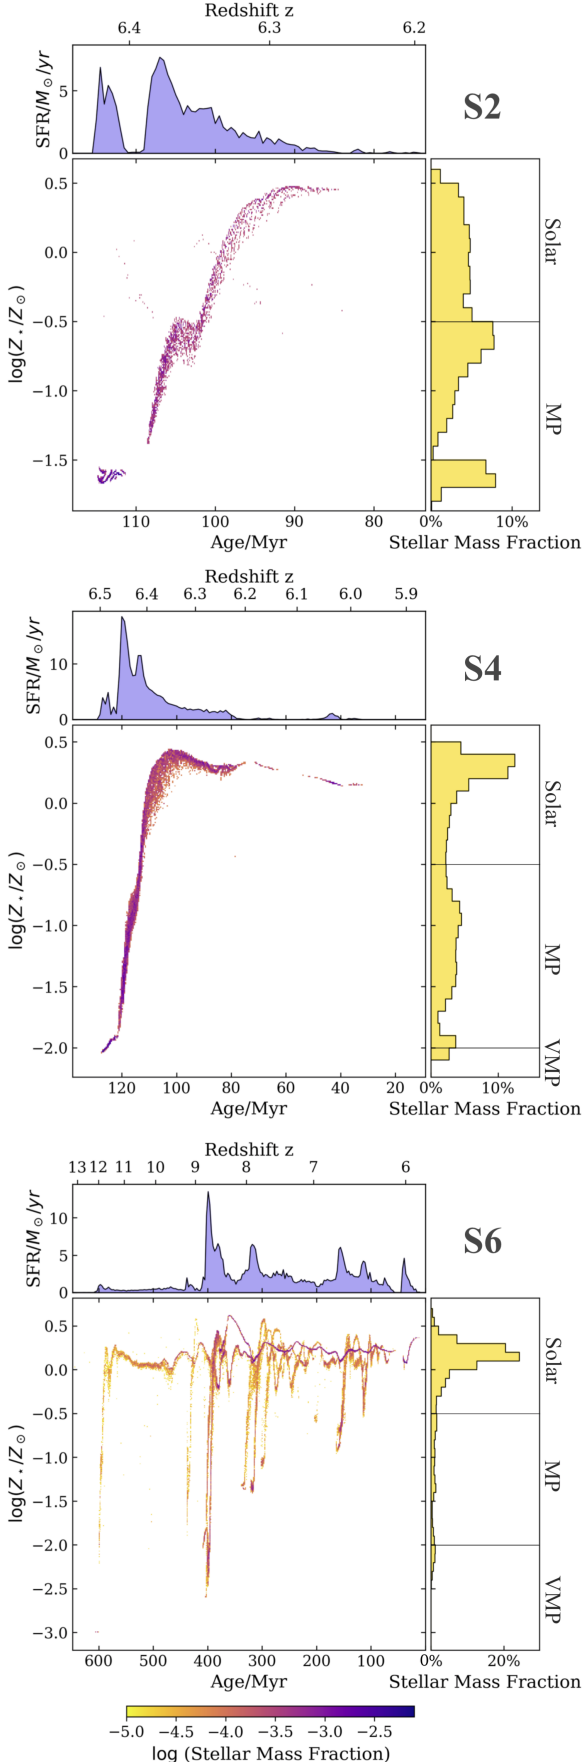 Redshift z
6.4 6.3 6.2
SFR/M⊙/yr
5
0
S2
0.5
0.0
−0.5
−1.0
−1.5
log(Z⋆/Z⊙)
Solar
MP
110 100 90 80
0% 10%
Age/Myr
Stellar Mass Fraction
Redshift z
6.5 6.4 6.3 6.2 6.1 6.0 5.9
SFR/M⊙/yr
10
0
S4
0.5
0.0
−0.5
−1.0
−1.5
−2.0
log(Z⋆/Z⊙)
Solar
MP
VMP
120 100 80 60 40 20
0% 10%
Age/Myr
Stellar Mass Fraction
Redshift z
13 12 11 10 9 8 7 6
SFR/M⊙/yr
10
5
0
S6
0.5
0.0
−0.5
−1.0
−1.5
−2.0
−2.5
−3.0
log(Z⋆/Z⊙)
Solar
MP
VMP
600 500 400 300 200 100
0% 20%
Age/Myr
Stellar Mass Fraction
−5.0 −4.5 −4.0 −3.5 −3.0 −2.5
log (Stellar Mass Fraction)